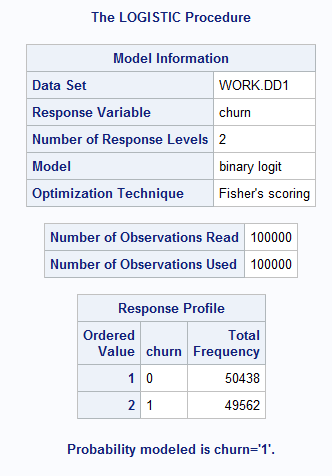 The LOGISTIC Procedure
Model Information
Data Set WORK.DD1
Response Variable churn
Number of Response Levels 2
Model binary logit
Optimization Technique Fisher's scoring
Number of Observations Read 100000
Number of Observations Used 100000
Response Profile
Ordered Total
Value churn Frequency
1 0 50438
2 1 49562
Probability modeled is churn='1'.